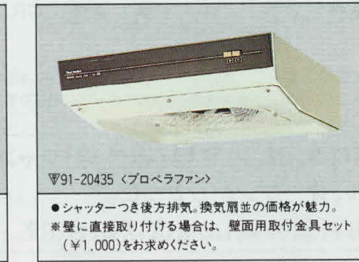 91-20435 〈プロペラファン〉
●シャッターつき後方排気。換気扇並の価格が魅力。
※壁に直接取り付ける場合は、壁面用取付金具セット
(￥1,000)をお求めください。